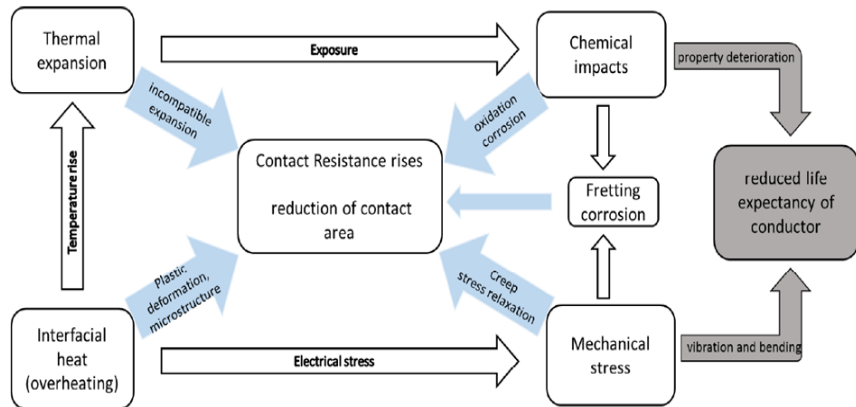 Thermal
expansion
Exposure
Chemical
impacts
property deterioration
incompatible
expansion
oxidation
corrosion
Temperature rise
Contact Resistance rises
reduction of contact
area
Fretting
corrosion
reduced life
expectancy of
conductor
Plastic
deformation,
microstructure
Creep
stress relaxation
Interfacial
heat
(overheating)
Electrical stress
Mechanical
stress
vibration and bending